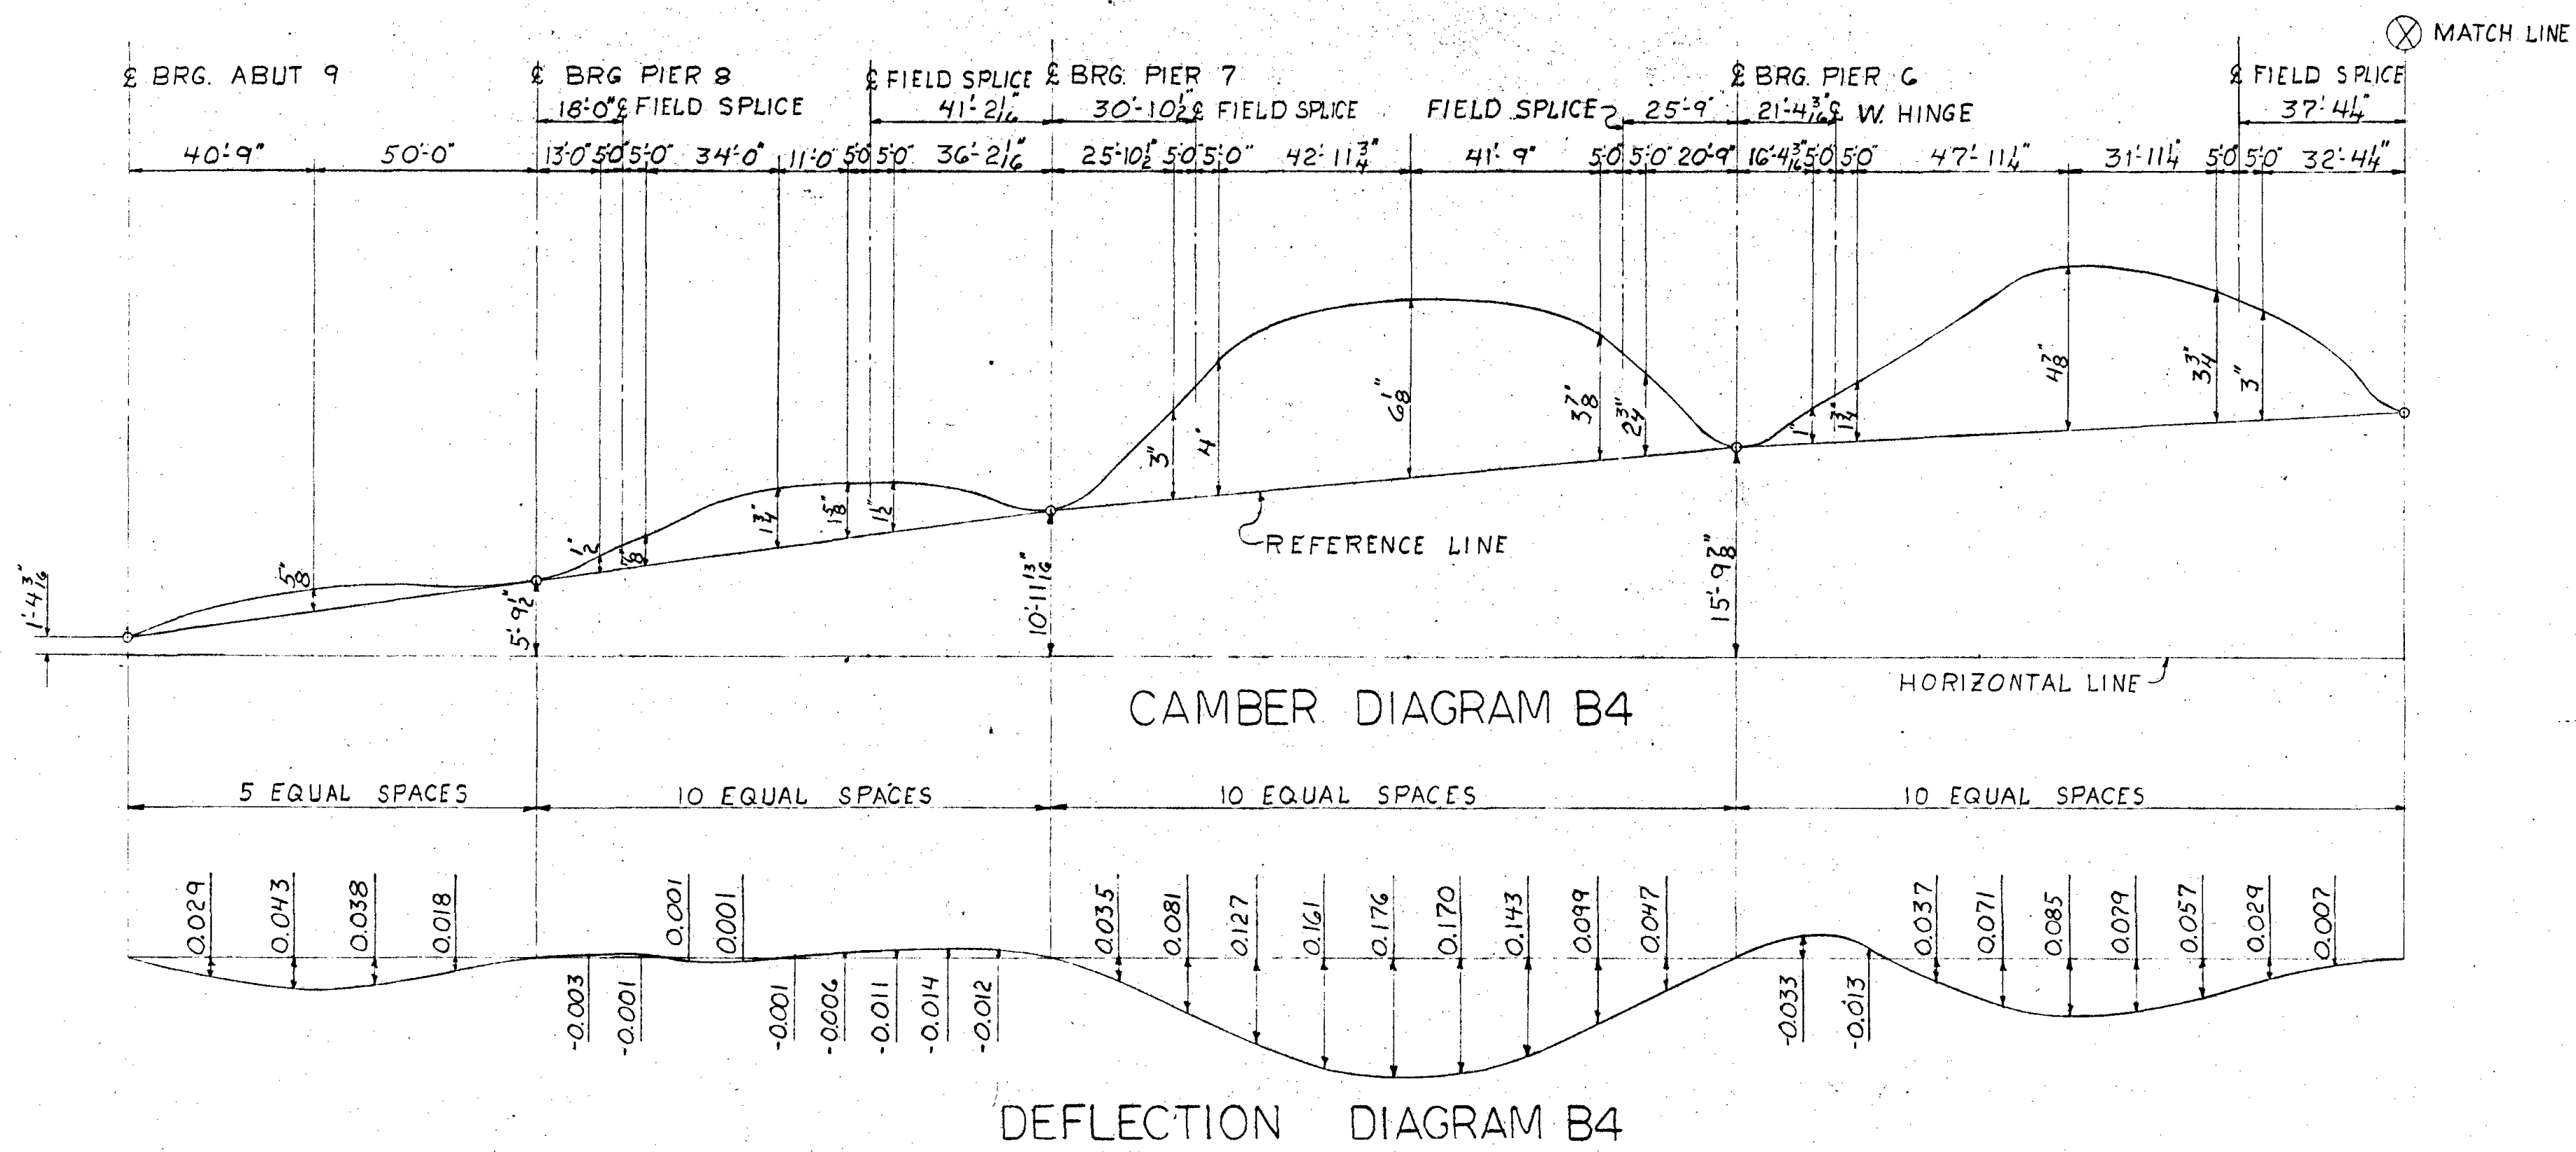 Ⓧ MATCH LINE
℄ BRG. ABUT 9
℄ BRG PIER 8
℄ FIELD SPLICE
℄ BRG. PIER 7
℄ BRG. PIER 6
℄ FIELD SPLICE
18'-0" ℄ FIELD SPLICE
41'-2 1/16"
30'-10 1/2" ℄ FIELD SPLICE
FIELD SPLICE
25'-9"
21'-4 3/16" ℄ W. HINGE
37'-4 1/4"
40'-9" 50'-0" 13'-0" 5'-0" 5'-0" 34'-0" 11'-0" 5'-0" 5'-0" 36'-2 1/16" 25'-10 1/2" 5'-0" 5'-0" 42'-11 3/4" 41'-9" 5'-0" 5'-0" 20'-9" 16'-4 3/16" 5'-0" 5'-0" 47'-11 1/4" 31'-11 1/4" 5'-0" 5'-0" 32'-4 1/4"
5/8" 1/2" 7/8" 1 3/4" 1 5/8" 1 1/2" 3" 4" 6 1/8" 3 7/8" 2 3/4" 1" 1 3/4" 4 7/8" 3 3/4" 3"
REFERENCE LINE
1'-4 3/16" 5'-9 1/2" 10'-11 13/16" 15'-9 7/8"
HORIZONTAL LINE
CAMBER DIAGRAM B4
5 EQUAL SPACES 10 EQUAL SPACES 10 EQUAL SPACES 10 EQUAL SPACES
0.029 0.043 0.038 0.018 0.001 0.001 0.035 0.081 0.127 0.161 0.176 0.170 0.143 0.099 0.047 0.037 0.071 0.085 0.079 0.057 0.029 0.007
-0.003 -0.001 -0.001 -0.006 -0.011 -0.014 -0.012 -0.033 -0.013
DEFLECTION DIAGRAM B4